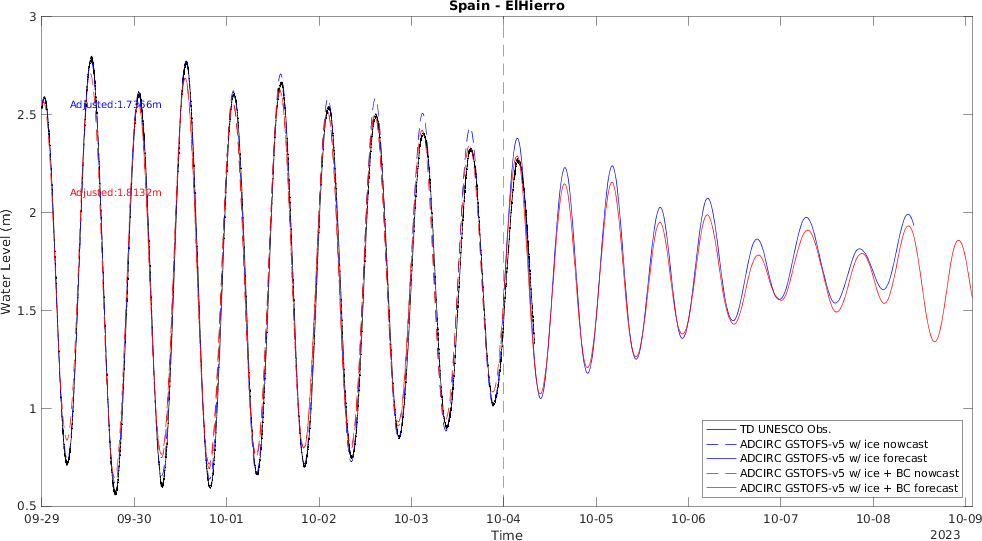 Spain - ElHierro
3
2.5
2
1.5
1
0.5
Water Level (m)
Adjusted:1.7366m
Adjusted:1.8132m
TD UNESCO Obs.
ADCIRC GSTOFS-v5 w/ ice nowcast
ADCIRC GSTOFS-v5 w/ ice forecast
ADCIRC GSTOFS-v5 w/ ice + BC nowcast
ADCIRC GSTOFS-v5 w/ ice + BC forecast
09-29 09-30 10-01 10-02 10-03 10-04 10-05 10-06 10-07 10-08 10-09
Time
2023